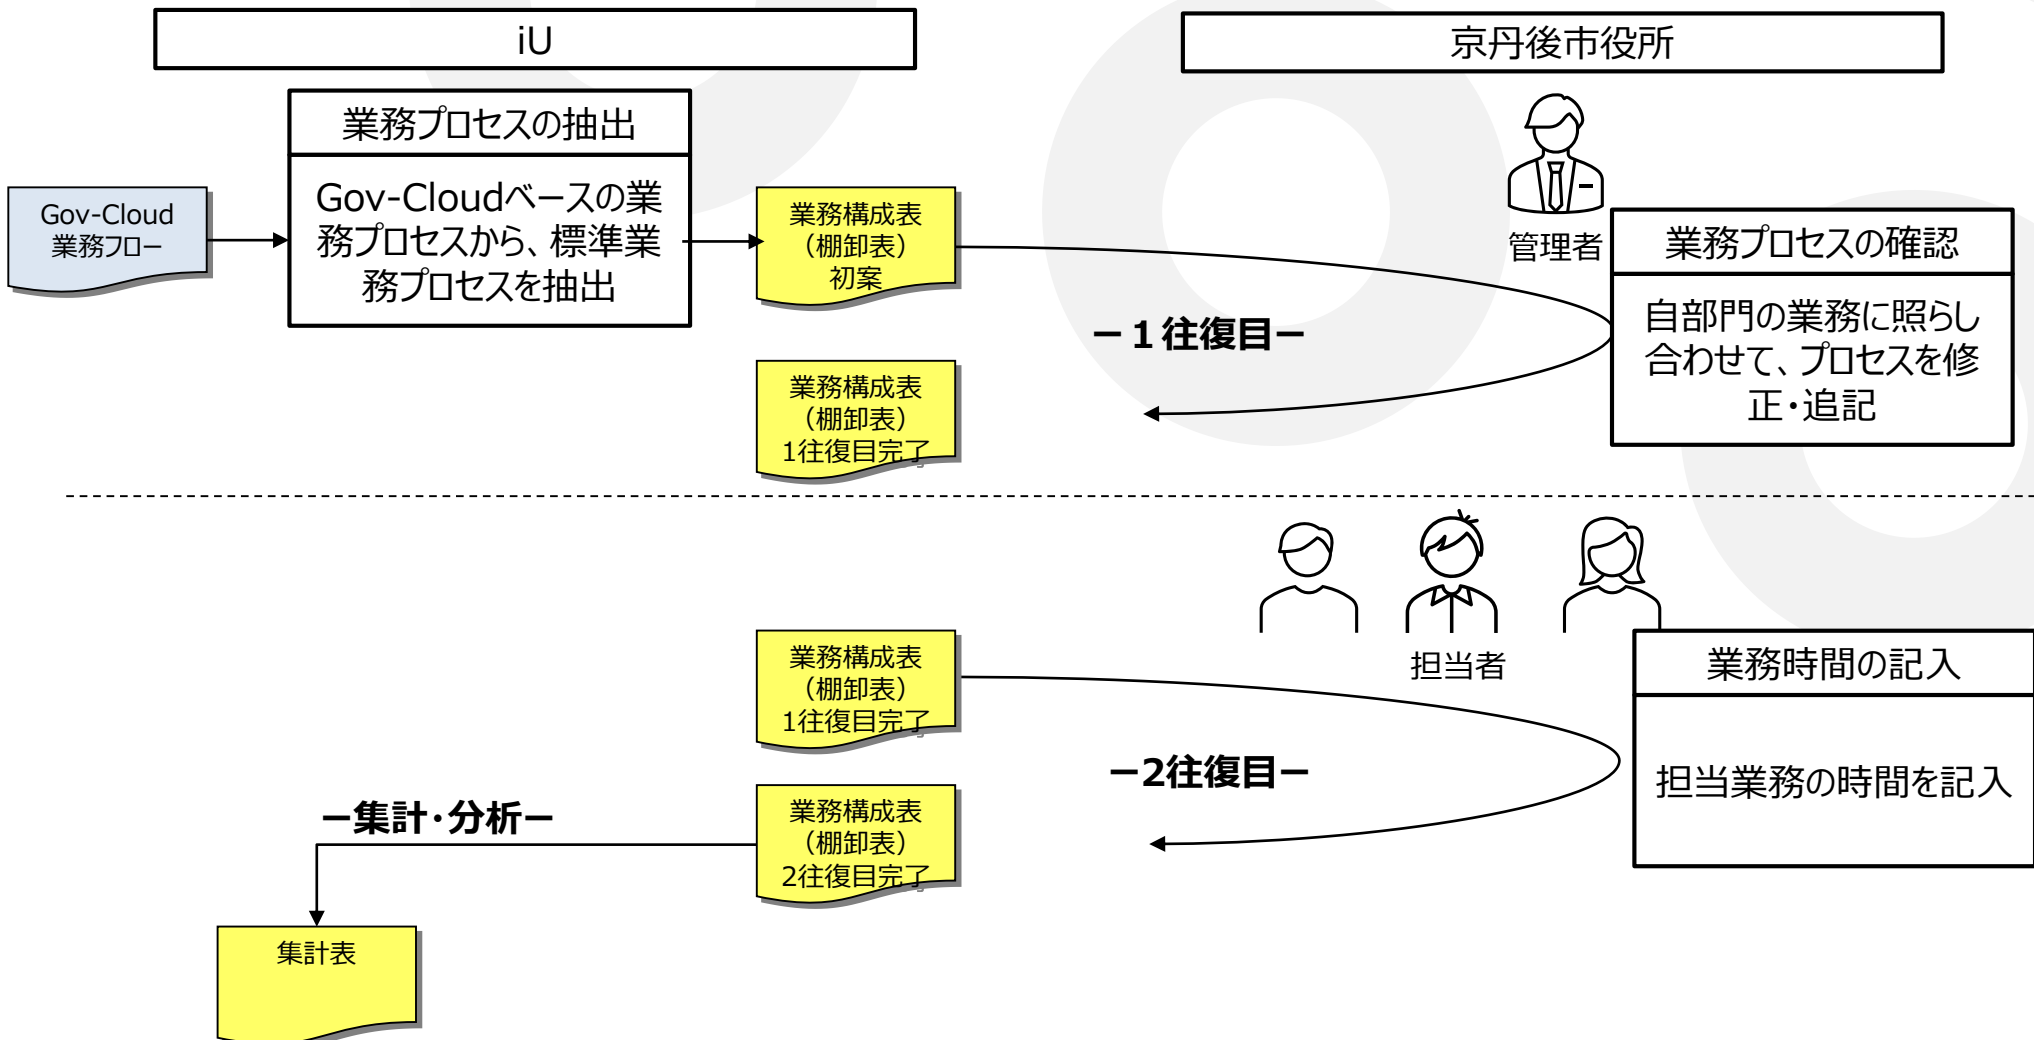 iU
京丹後市役所
業務プロセスの抽出
Gov-Cloudベースの業
務プロセスから、標準業
務プロセスを抽出
Gov-Cloud
業務フロー
業務構成表
（棚卸表）
初案
管理者
業務プロセスの確認
自部門の業務に照らし
合わせて、プロセスを修
正・追記
ー１往復目ー
業務構成表
（棚卸表）
1往復目完了
担当者
業務時間の記入
担当業務の時間を記入
業務構成表
（棚卸表）
1往復目完了
ー2往復目ー
業務構成表
（棚卸表）
2往復目完了
ー集計・分析ー
集計表